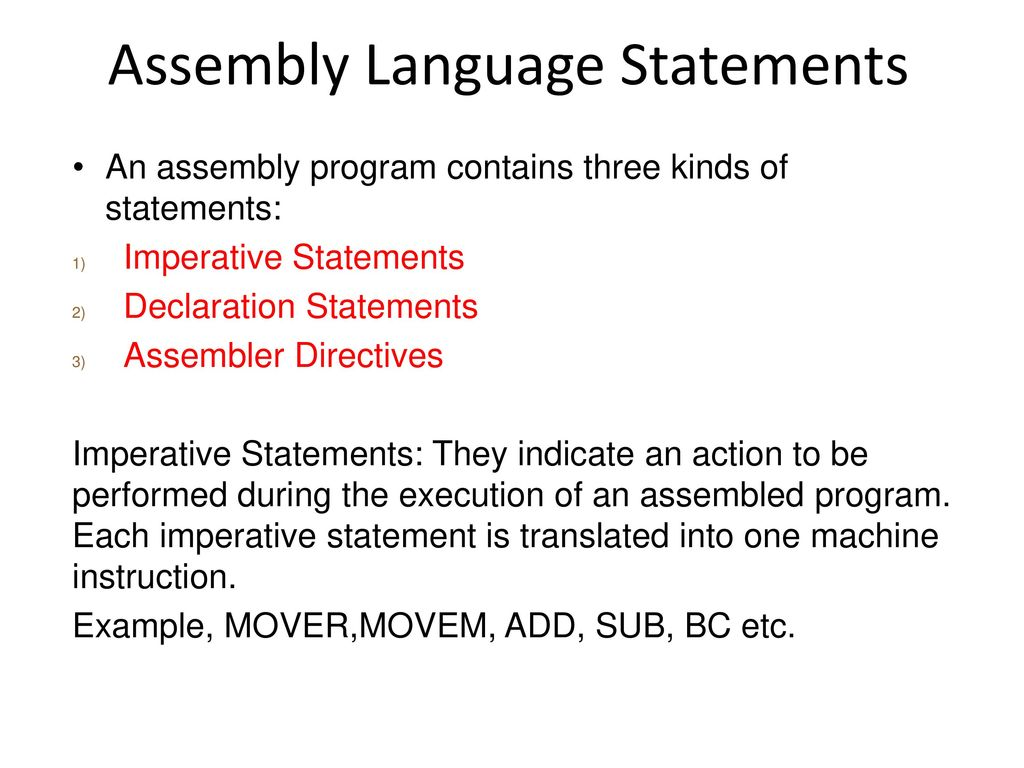 Assembly Language Statements
• An assembly program contains three kinds of
statements:
1) Imperative Statements
2) Declaration Statements
3) Assembler Directives
Imperative Statements: They indicate an action to be
performed during the execution of an assembled program.
Each imperative statement is translated into one machine
instruction.
Example, MOVER,MOVEM, ADD, SUB, BC etc.